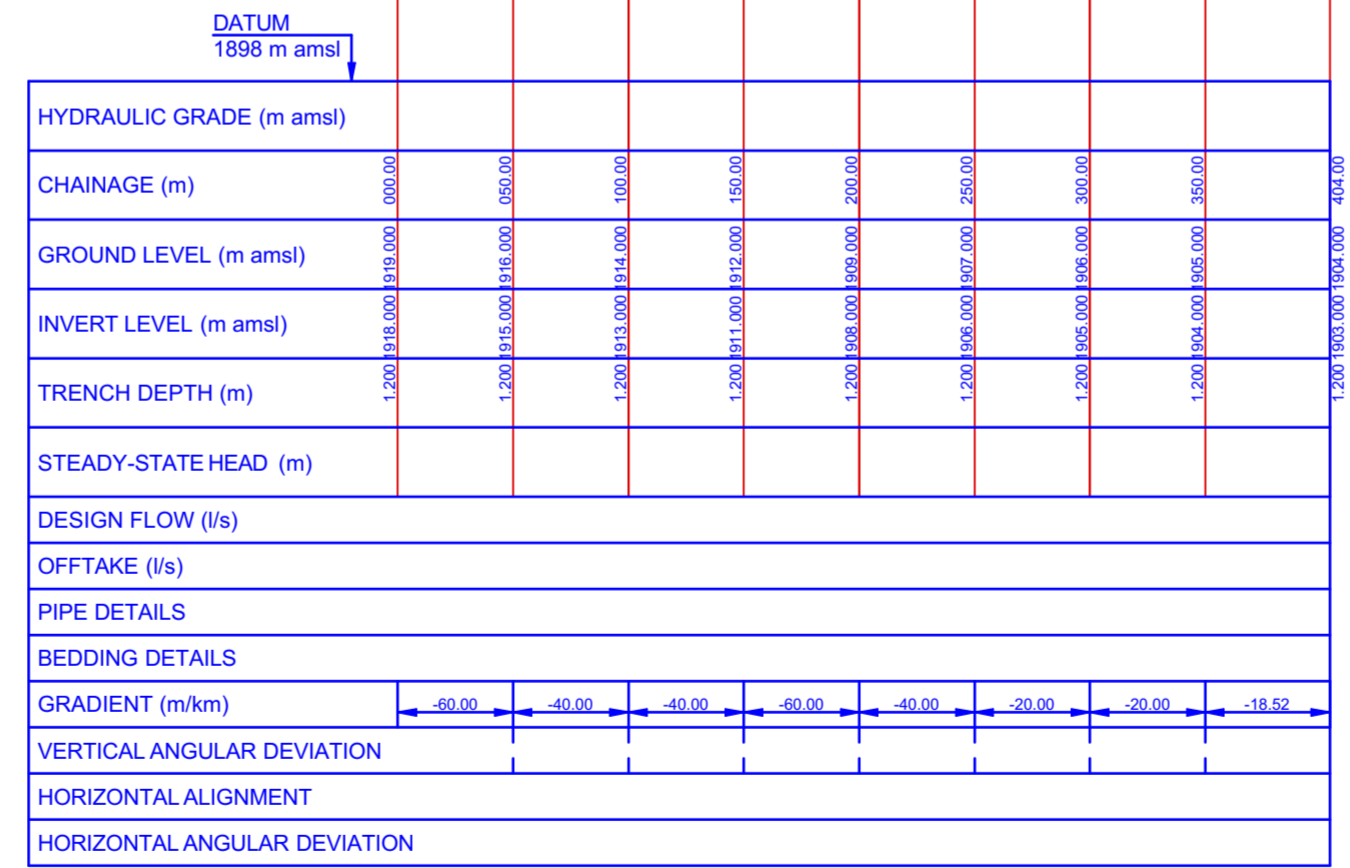 DATUM
1898 m amsl
HYDRAULIC GRADE (m amsl)
CHAINAGE (m) 000.00 050.00 100.00 150.00 200.00 250.00 300.00 350.00 404.00
GROUND LEVEL (m amsl) 1919.000 1916.000 1914.000 1912.000 1909.000 1907.000 1906.000 1905.000 1904.000
INVERT LEVEL (m amsl) 1918.000 1915.000 1913.000 1911.000 1908.000 1906.000 1905.000 1904.000 1903.000
TRENCH DEPTH (m) 1.200 1.200 1.200 1.200 1.200 1.200 1.200 1.200 1.200
STEADY-STATE HEAD (m)
DESIGN FLOW (l/s)
OFFTAKE (l/s)
PIPE DETAILS
BEDDING DETAILS
GRADIENT (m/km) -60.00 -40.00 -40.00 -60.00 -40.00 -20.00 -20.00 -18.52
VERTICAL ANGULAR DEVIATION
HORIZONTAL ALIGNMENT
HORIZONTAL ANGULAR DEVIATION